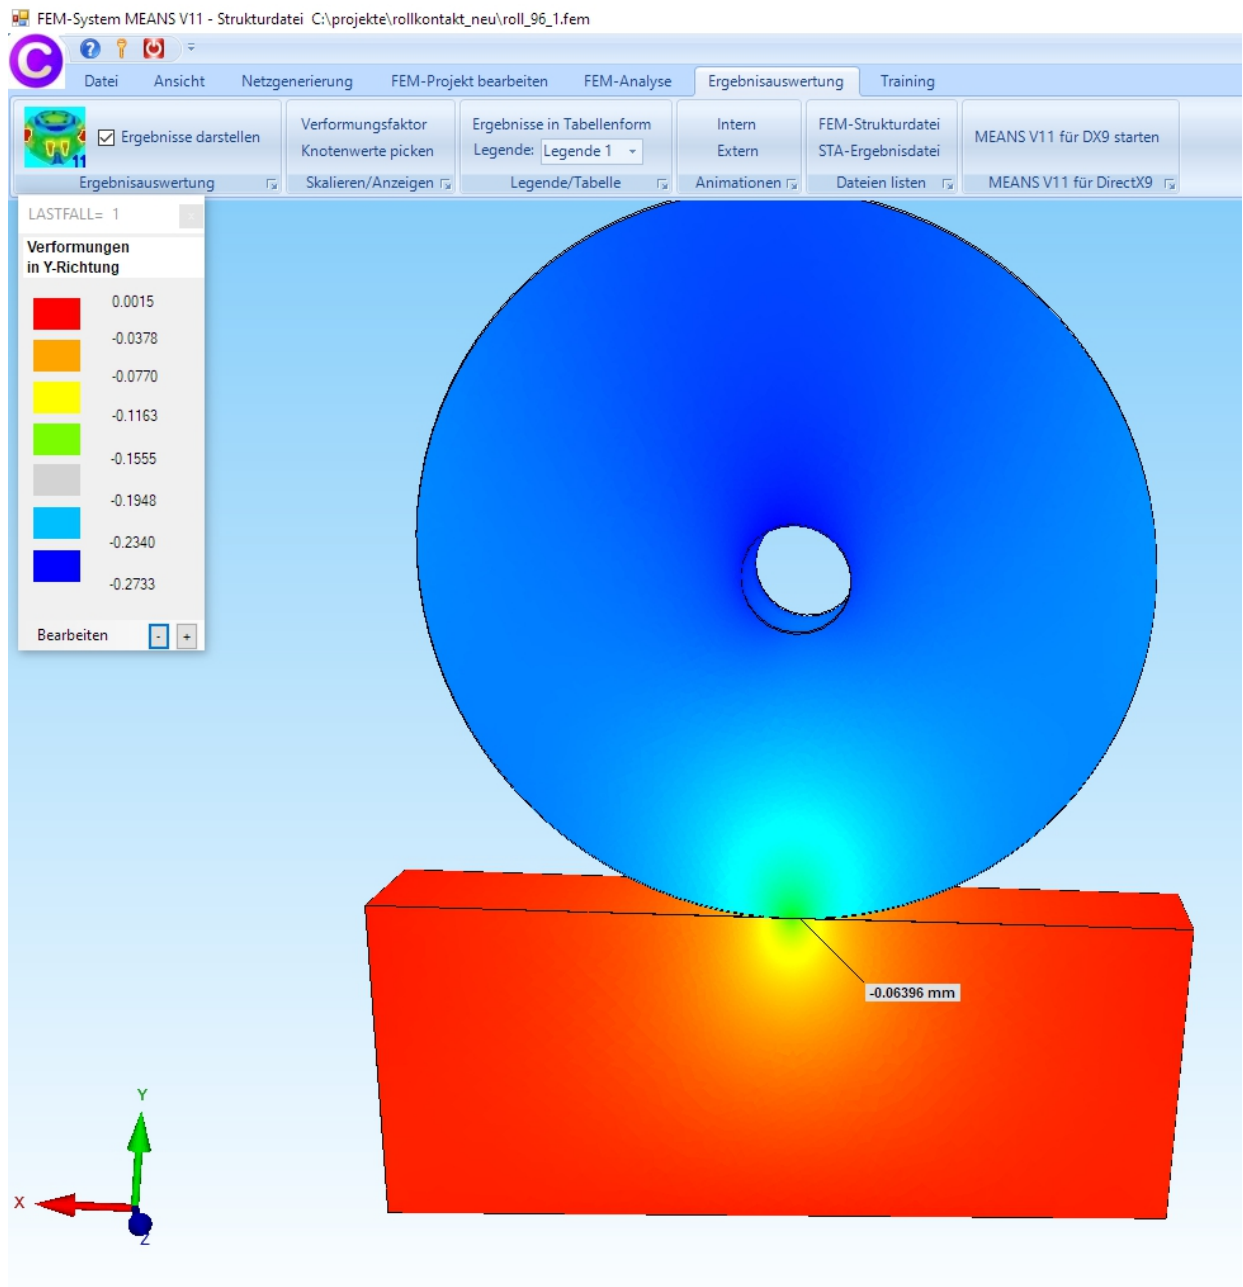 FEM-System MEANS V11 - Strukturdatei C:\projekte\rollkontakt_neu\roll_96_1.fem
C
?
Datei Ansicht Netzgenerierung FEM-Projekt bearbeiten FEM-Analyse Ergebnisauswertung Training
11
Ergebnisse darstellen
Ergebnisauswertung
Verformungsfaktor
Knotenwerte picken
Skalieren/Anzeigen
Ergebnisse in Tabellenform
Legende: Legende 1
Legende/Tabelle
Intern
Extern
Animationen
FEM-Strukturdatei
STA-Ergebnisdatei
Dateien listen
MEANS V11 für DX9 starten
MEANS V11 für DirectX9
LASTFALL= 1
x
Verformungen
in Y-Richtung
0.0015
-0.0378
-0.0770
-0.1163
-0.1555
-0.1948
-0.2340
-0.2733
Bearbeiten - +
-0.06396 mm
Y
X
Z